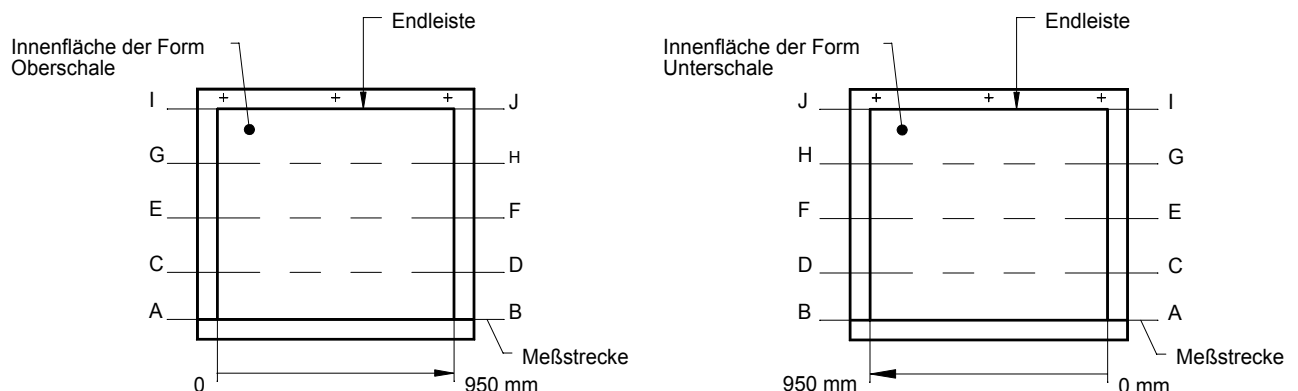 Endleiste
Innenfläche der Form
Oberschale
I
J
G
H
E
F
C
D
A
B
Meßstrecke
0
950 mm
Endleiste
Innenfläche der Form
Unterschale
J
I
H
G
F
E
D
C
B
A
Meßstrecke
950 mm
0 mm